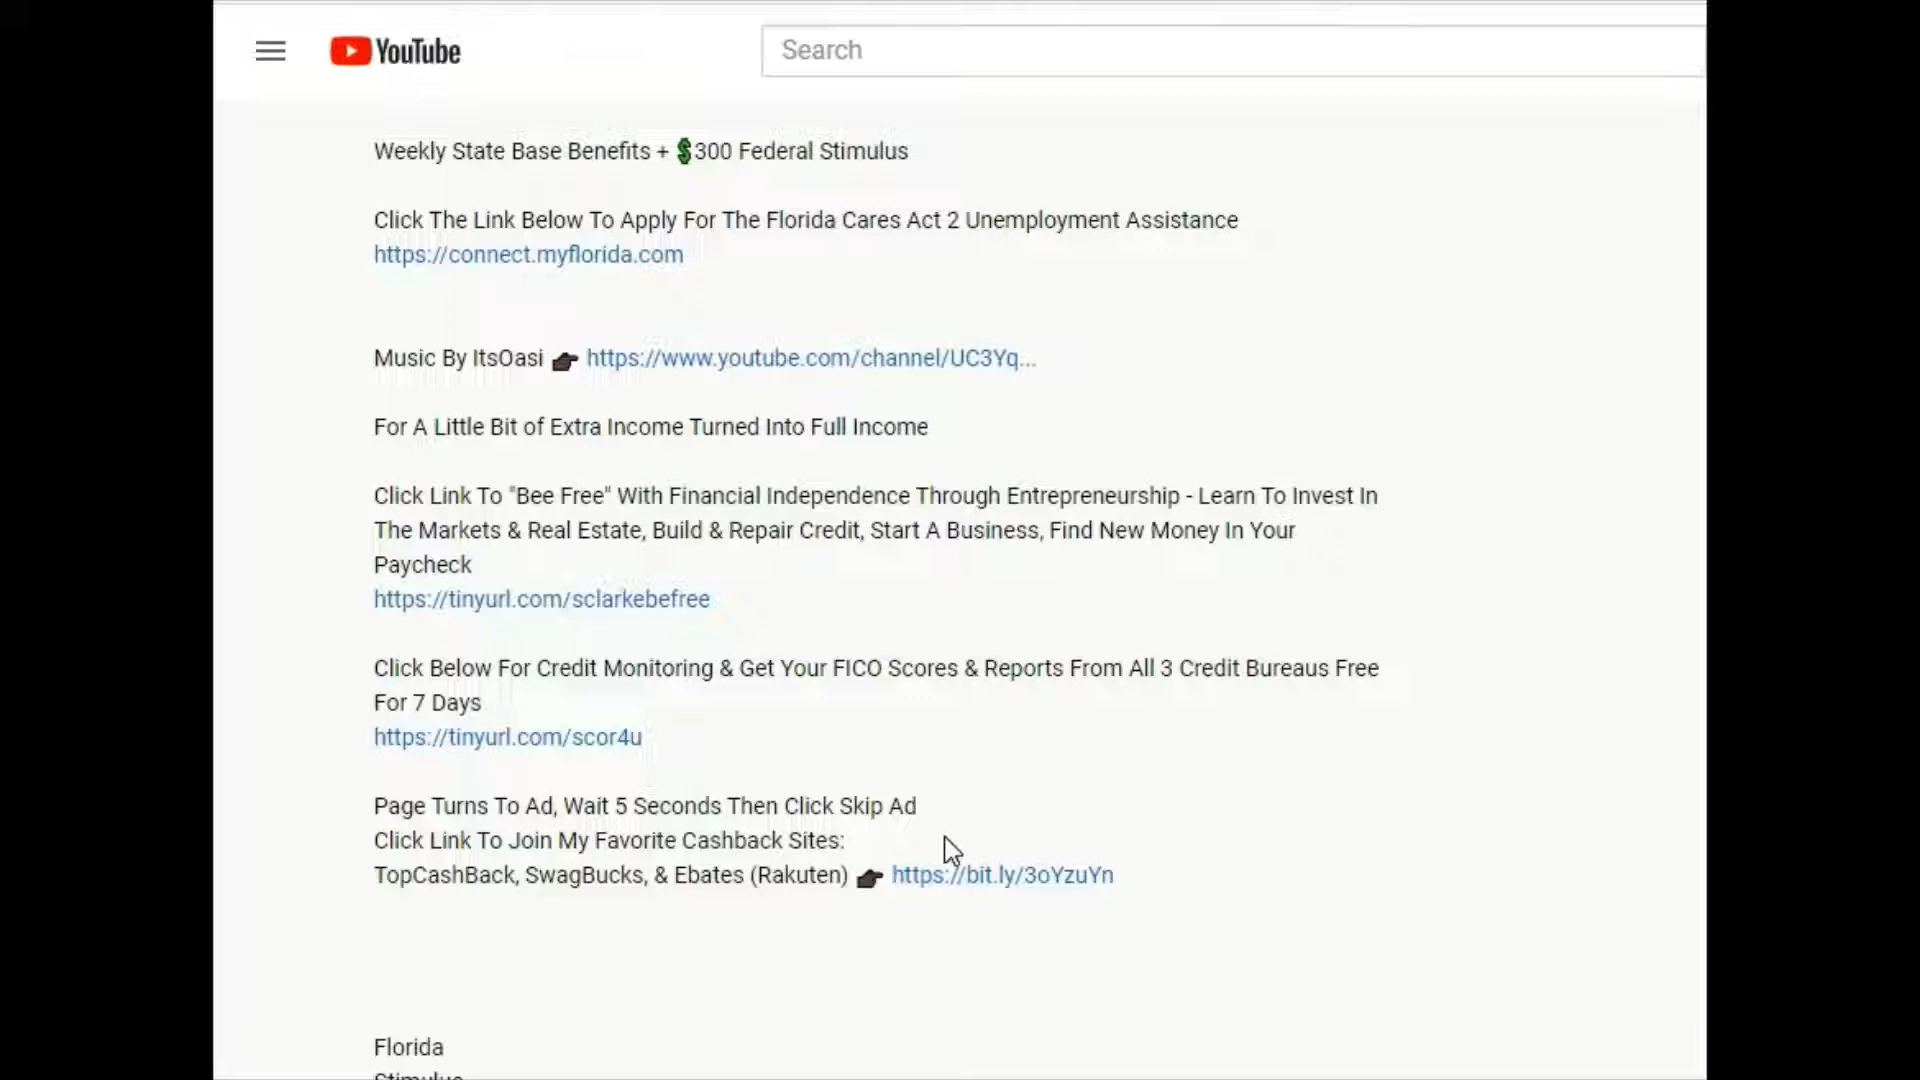 YouTube
Search
Weekly State Base Benefits + 💲300 Federal Stimulus
Click The Link Below To Apply For The Florida Cares Act 2 Unemployment Assistance
https://connect.myflorida.com
Music By ItsOasi 👉🏿 https://www.youtube.com/channel/UC3Yq...
For A Little Bit of Extra Income Turned Into Full Income
Click Link To "Bee Free" With Financial Independence Through Entrepreneurship - Learn To Invest In
The Markets & Real Estate, Build & Repair Credit, Start A Business, Find New Money In Your
Paycheck
https://tinyurl.com/sclarkebefree
Click Below For Credit Monitoring & Get Your FICO Scores & Reports From All 3 Credit Bureaus Free
For 7 Days
https://tinyurl.com/scor4u
Page Turns To Ad, Wait 5 Seconds Then Click Skip Ad
Click Link To Join My Favorite Cashback Sites:
TopCashBack, SwagBucks, & Ebates (Rakuten) 👉🏿 https://bit.ly/3oYzuYn
Florida
Stimulus